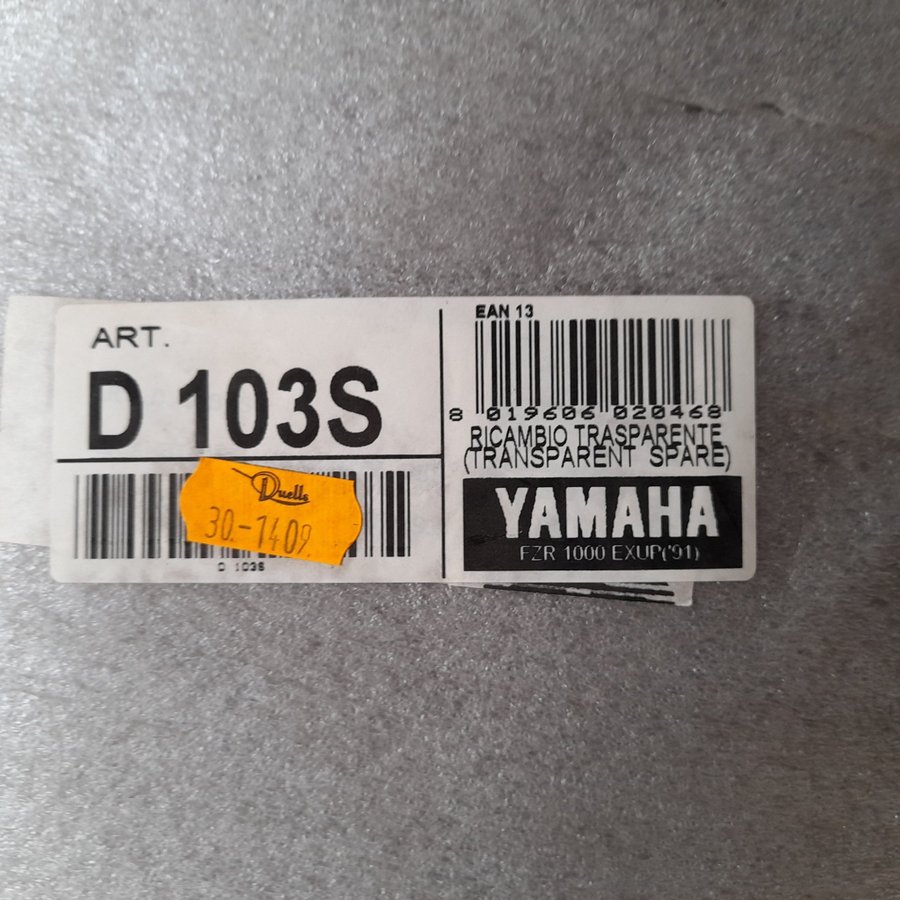 ART.
D 103S
Duells
30-1409
D 103S
EAN 13
8 019606 020468
RICAMBIO TRASPARENTE
(TRANSPARENT SPARE)
YAMAHA
FZR 1000 EXUP('91)